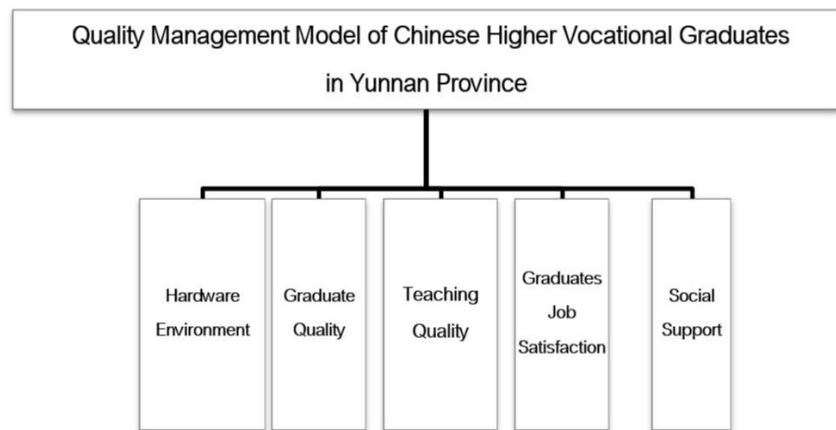 Quality Management Model of Chinese Higher Vocational Graduates
in Yunnan Province
Hardware
Environment
Graduate
Quality
Teaching
Quality
Graduates
Job
Satisfaction
Social
Support